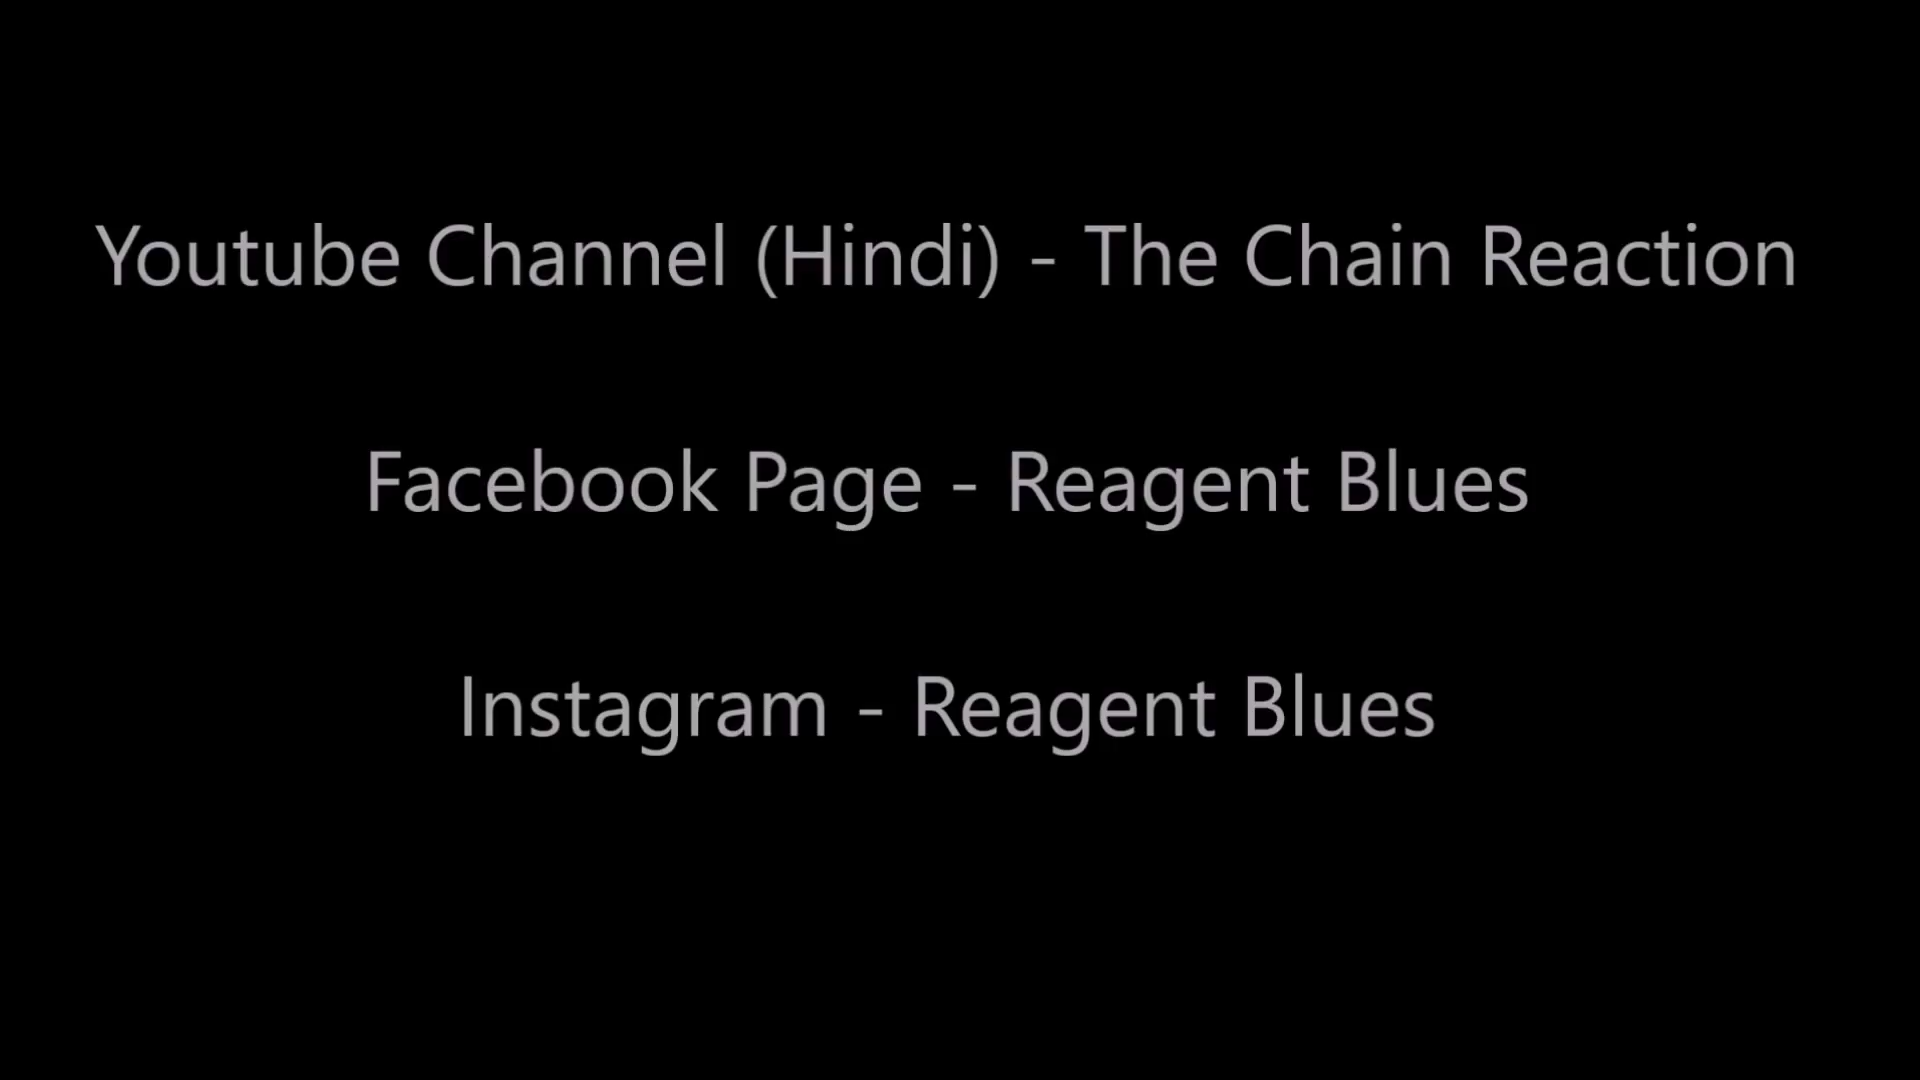 Youtube Channel (Hindi) - The Chain Reaction
Facebook Page - Reagent Blues
Instagram - Reagent Blues